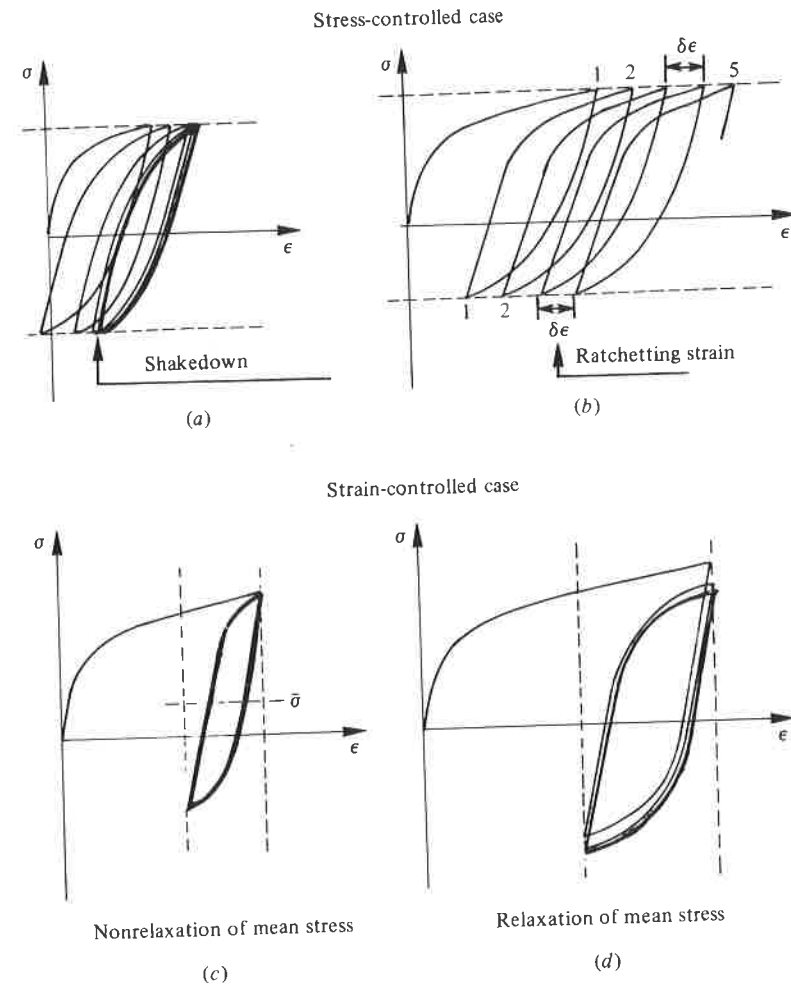 Stress-controlled case
σ
ϵ
Shakedown
(a)
σ
1 2 δϵ 5
ϵ
1 2 δϵ
Ratchetting strain
(b)
Strain-controlled case
σ
σ̄
ϵ
Nonrelaxation of mean stress
(c)
σ
ϵ
Relaxation of mean stress
(d)